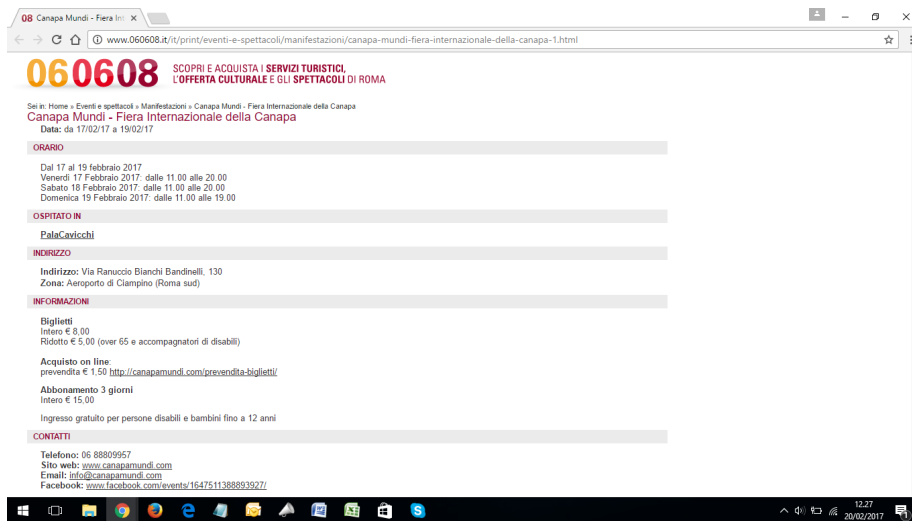 08 Canapa Mundi - Fiera Int
www.060608.it/it/print/eventi-e-spettacoli/manifestazioni/canapa-mundi-fiera-internazionale-della-canapa-1.html
060608
SCOPRI E ACQUISTA I SERVIZI TURISTICI,
L'OFFERTA CULTURALE E GLI SPETTACOLI DI ROMA
Sei in: Home » Eventi e spettacoli » Manifestazioni » Canapa Mundi - Fiera Internazionale della Canapa
Canapa Mundi - Fiera Internazionale della Canapa
Data: da 17/02/17 a 19/02/17
ORARIO
Dal 17 al 19 febbraio 2017
Venerdì 17 Febbraio 2017: dalle 11.00 alle 20.00
Sabato 18 Febbraio 2017: dalle 11.00 alle 20.00
Domenica 19 Febbraio 2017: dalle 11.00 alle 19.00
OSPITATO IN
PalaCavicchi
INDIRIZZO
Indirizzo: Via Ranuccio Bianchi Bandinelli, 130
Zona: Aeroporto di Ciampino (Roma sud)
INFORMAZIONI
Biglietti
Intero € 8,00
Ridotto € 5,00 (over 65 e accompagnatori di disabili)
Acquisto on line:
prevendita € 1,50 http://canapamundi.com/prevendita-biglietti/
Abbonamento 3 giorni
Intero € 15,00
Ingresso gratuito per persone disabili e bambini fino a 12 anni
CONTATTI
Telefono: 06 88809957
Sito web: www.canapamundi.com
Email: info@canapamundi.com
Facebook: www.facebook.com/events/1647511388893927/
12.27
20/02/2017